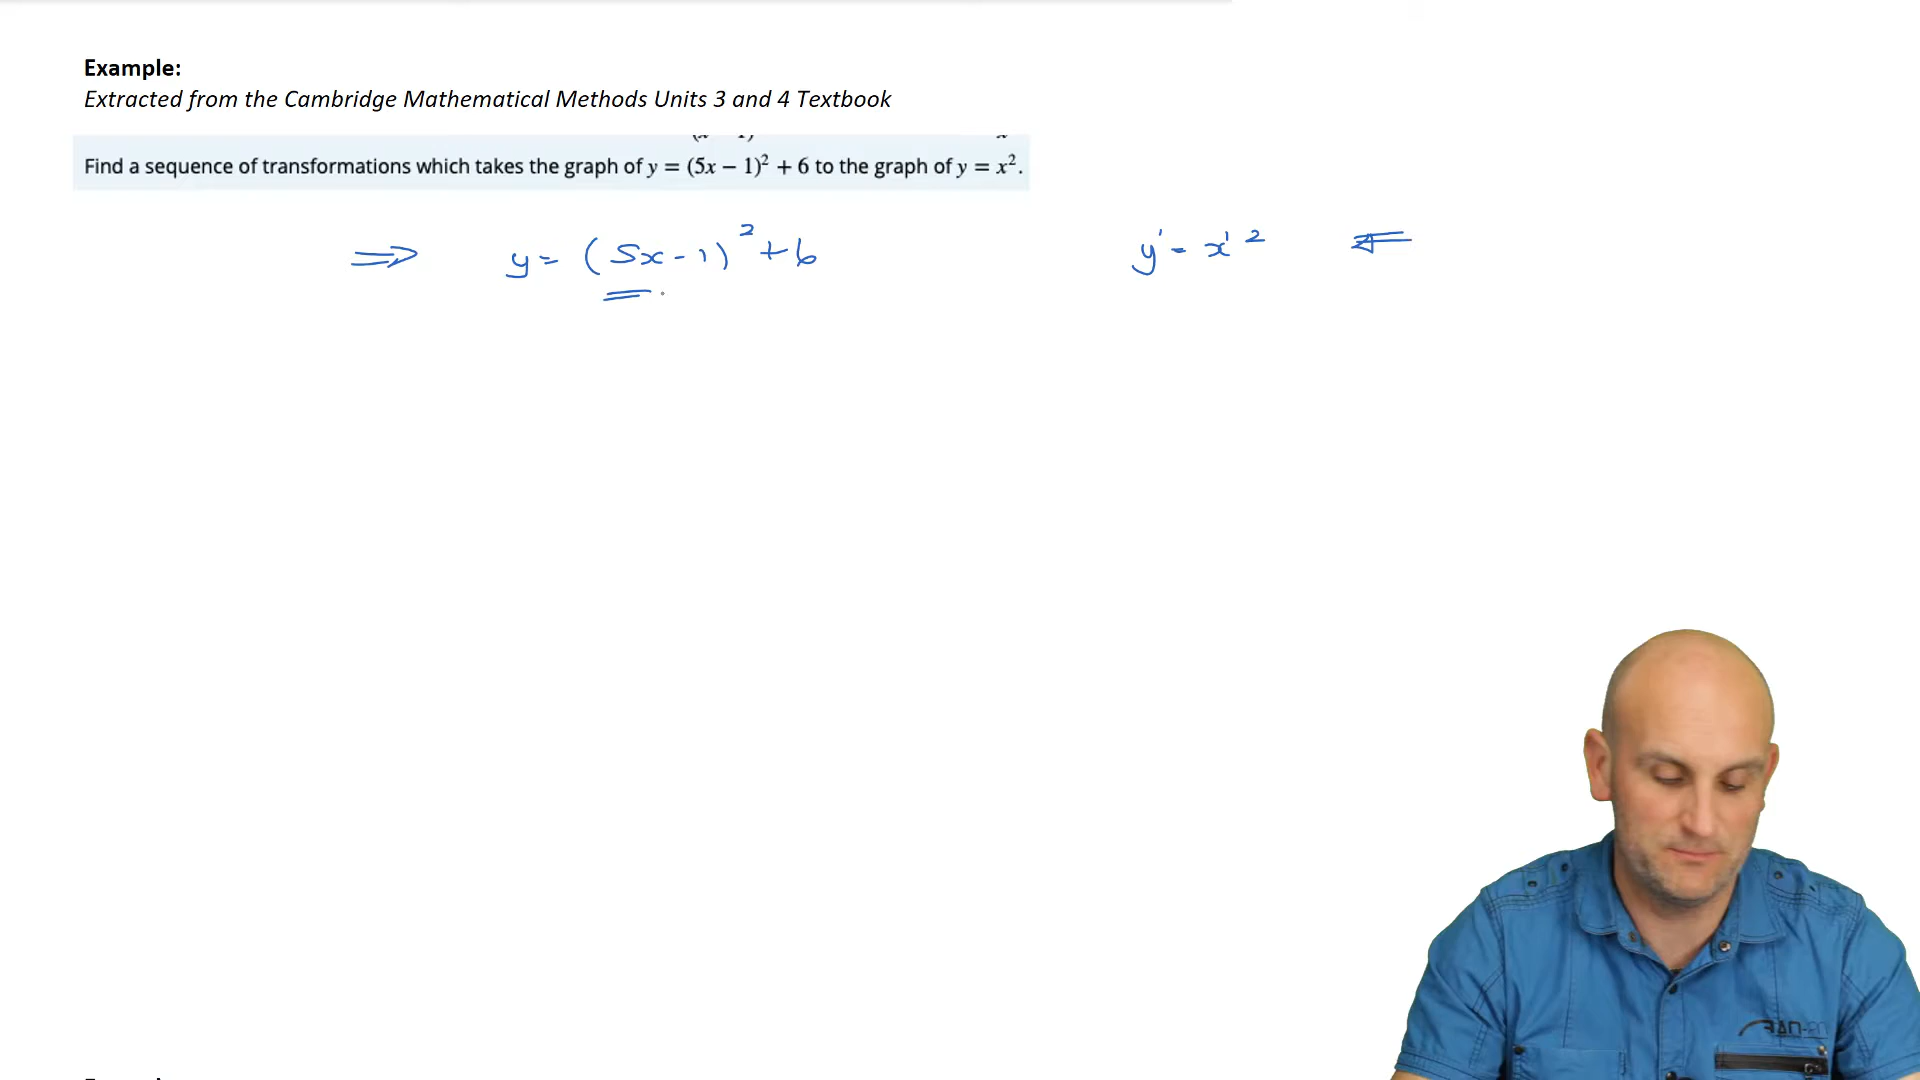 Example:
Extracted from the Cambridge Mathematical Methods Units 3 and 4 Textbook
Find a sequence of transformations which takes the graph of y = (5x − 1)² + 6 to the graph of y = x².
⇒ y = (5x - 1)² + 6 y' = x'² ⇐